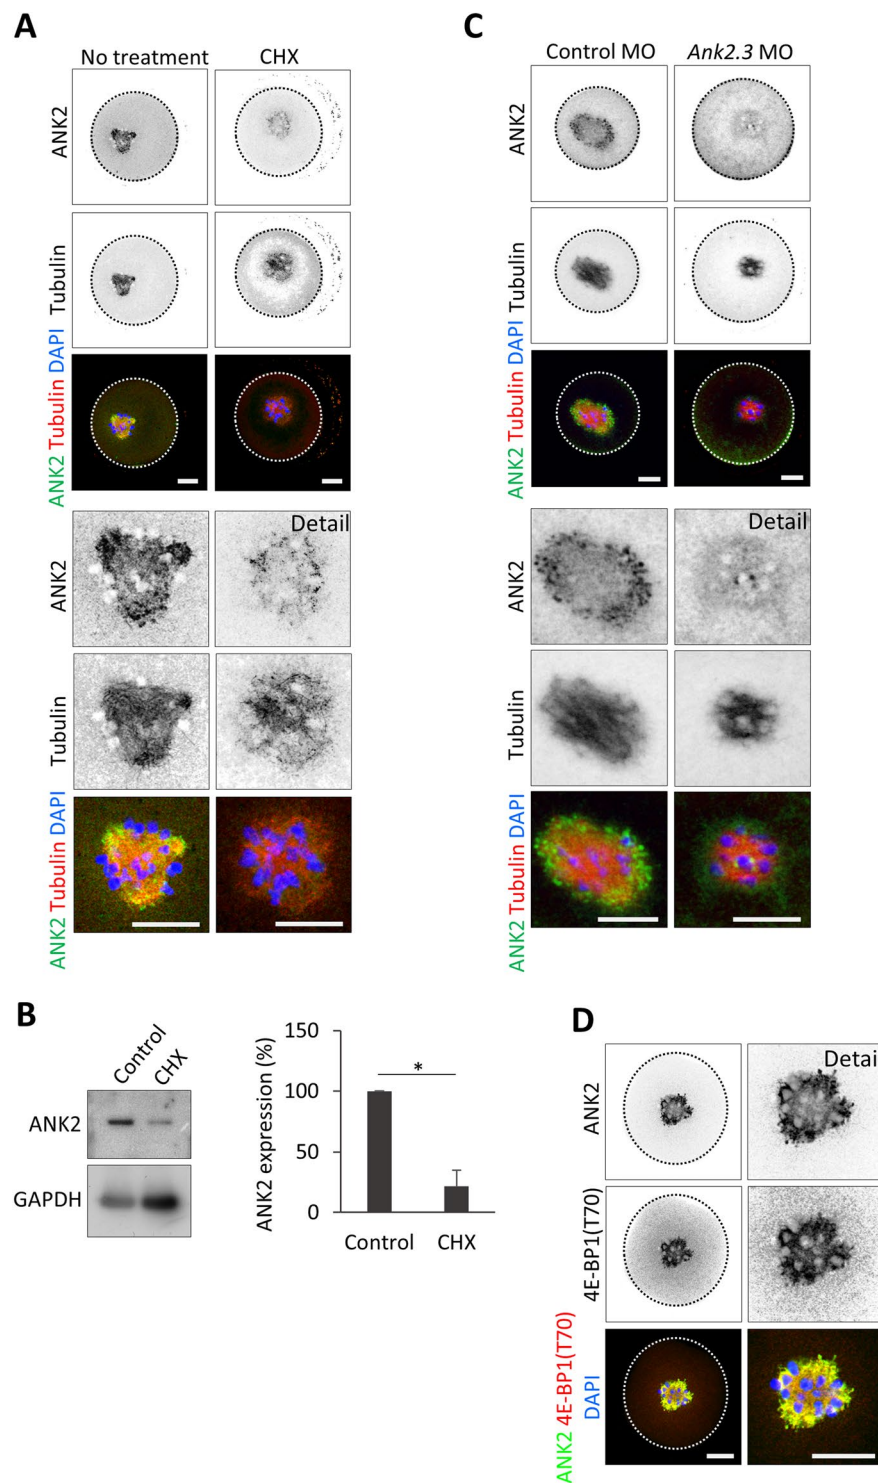 A
No treatment CHX
ANK2
Tubulin
ANK2 Tubulin DAPI
Detail
ANK2
Tubulin
ANK2 Tubulin DAPI
C
Control MO Ank2.3 MO
ANK2
Tubulin
ANK2 Tubulin DAPI
Detail
ANK2
Tubulin
ANK2 Tubulin DAPI
B
Control CHX
ANK2
GAPDH
ANK2 expression (%)
150
100
50
0
*
Control CHX
D
Detail
ANK2
4E-BP1(T70)
ANK2 4E-BP1(T70)
DAPI